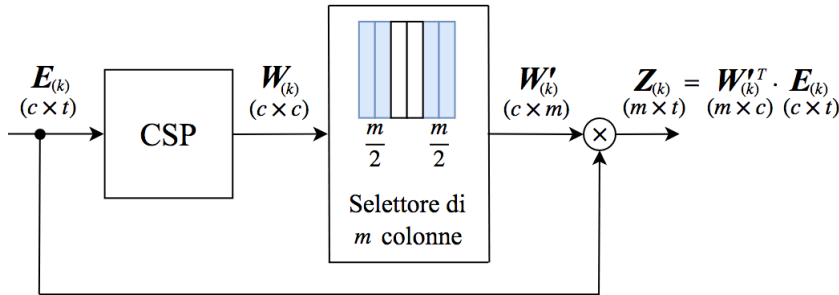 E(k)
(c × t)
CSP
W(k)
(c × c)
m/2 m/2
Selettore di
m colonne
W'(k)
(c × m)
×
Z(k) = W'(k)^T · E(k)
(m × t) (m × c) (c × t)